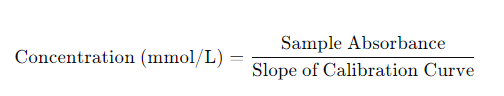 Concentration (mmol/L) = Sample Absorbance / Slope of Calibration Curve